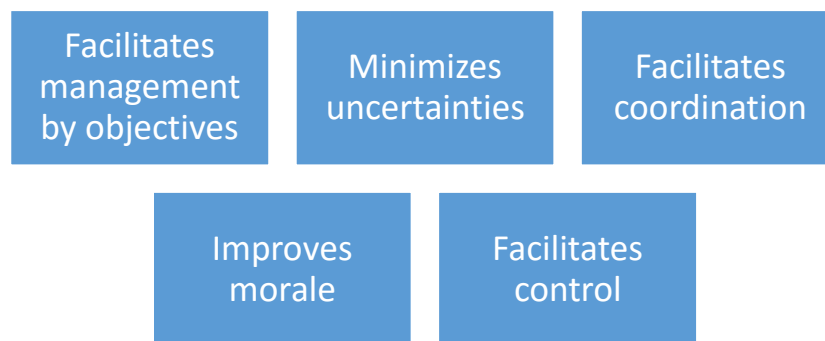 Facilitates
management
by objectives
Minimizes
uncertainties
Facilitates
coordination
Improves
morale
Facilitates
control